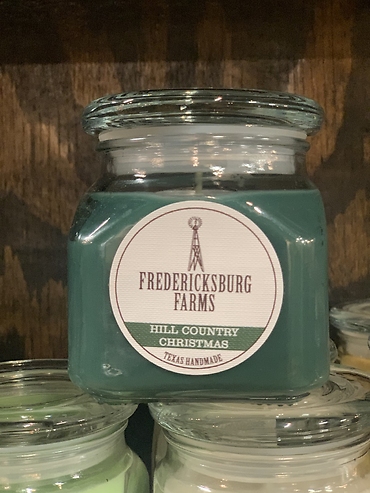 FREDERICKSBURG
FARMS
HILL COUNTRY
CHRISTMAS
TEXAS HANDMADE